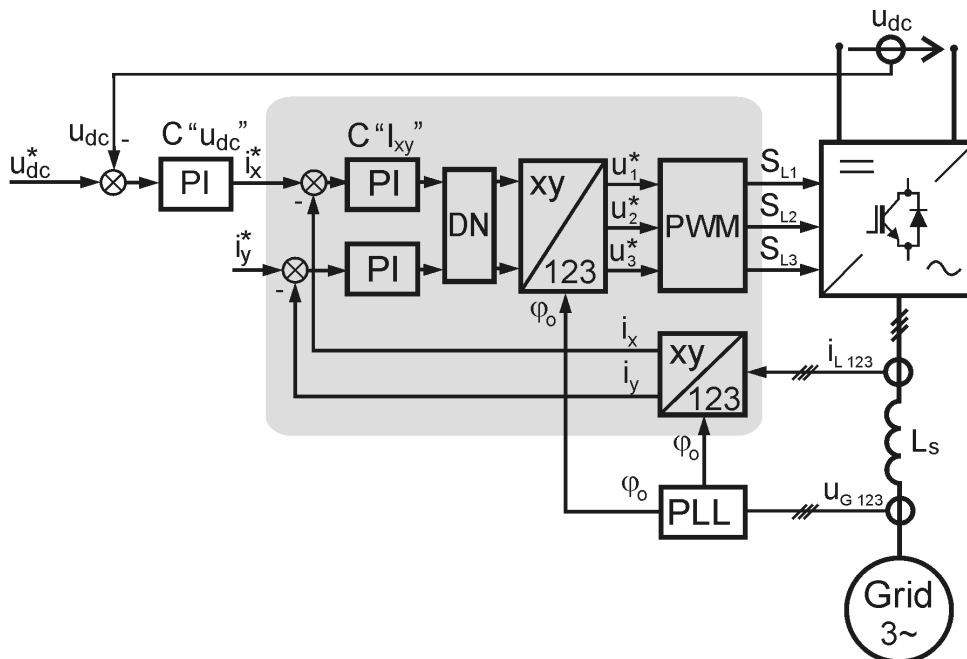 u_dc
u_dc
-
C “u_dc”
C “I_xy”
u*_dc
PI
i*_x
-
PI
DN
xy
123
u*_1
u*_2
u*_3
PWM
S_L1
S_L2
S_L3
i*_y
-
PI
φ_o
i_x
i_y
xy
123
i_L 123
φ_o
L_s
φ_o
PLL
u_G 123
Grid
3~